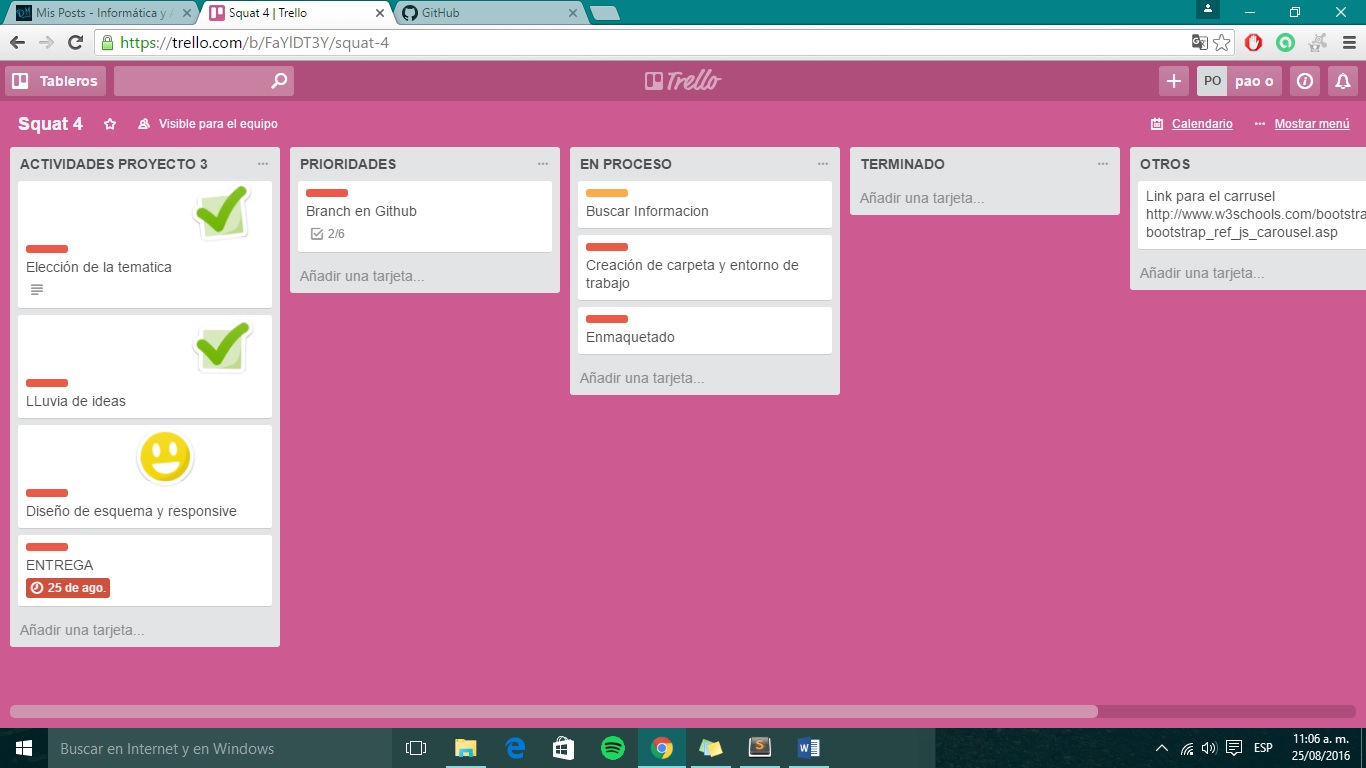 Mis Posts - Informática y A
Squat 4 | Trello
GitHub
https://trello.com/b/FaYlDT3Y/squat-4
Tableros
Trello
PO pao o
Squat 4
Visible para el equipo
Calendario
Mostrar menú
ACTIVIDADES PROYECTO 3
Elección de la tematica
LLuvia de ideas
Diseño de esquema y responsive
ENTREGA
25 de ago.
Añadir una tarjeta...
PRIORIDADES
Branch en Github
2/6
Añadir una tarjeta...
EN PROCESO
Buscar Informacion
Creación de carpeta y entorno de
trabajo
Enmaquetado
Añadir una tarjeta...
TERMINADO
Añadir una tarjeta...
OTROS
Link para el carrusel
http://www.w3schools.com/bootstra
bootstrap_ref_js_carousel.asp
Añadir una tarjeta...
Buscar en Internet y en Windows
ESP
11:06 a. m.
25/08/2016